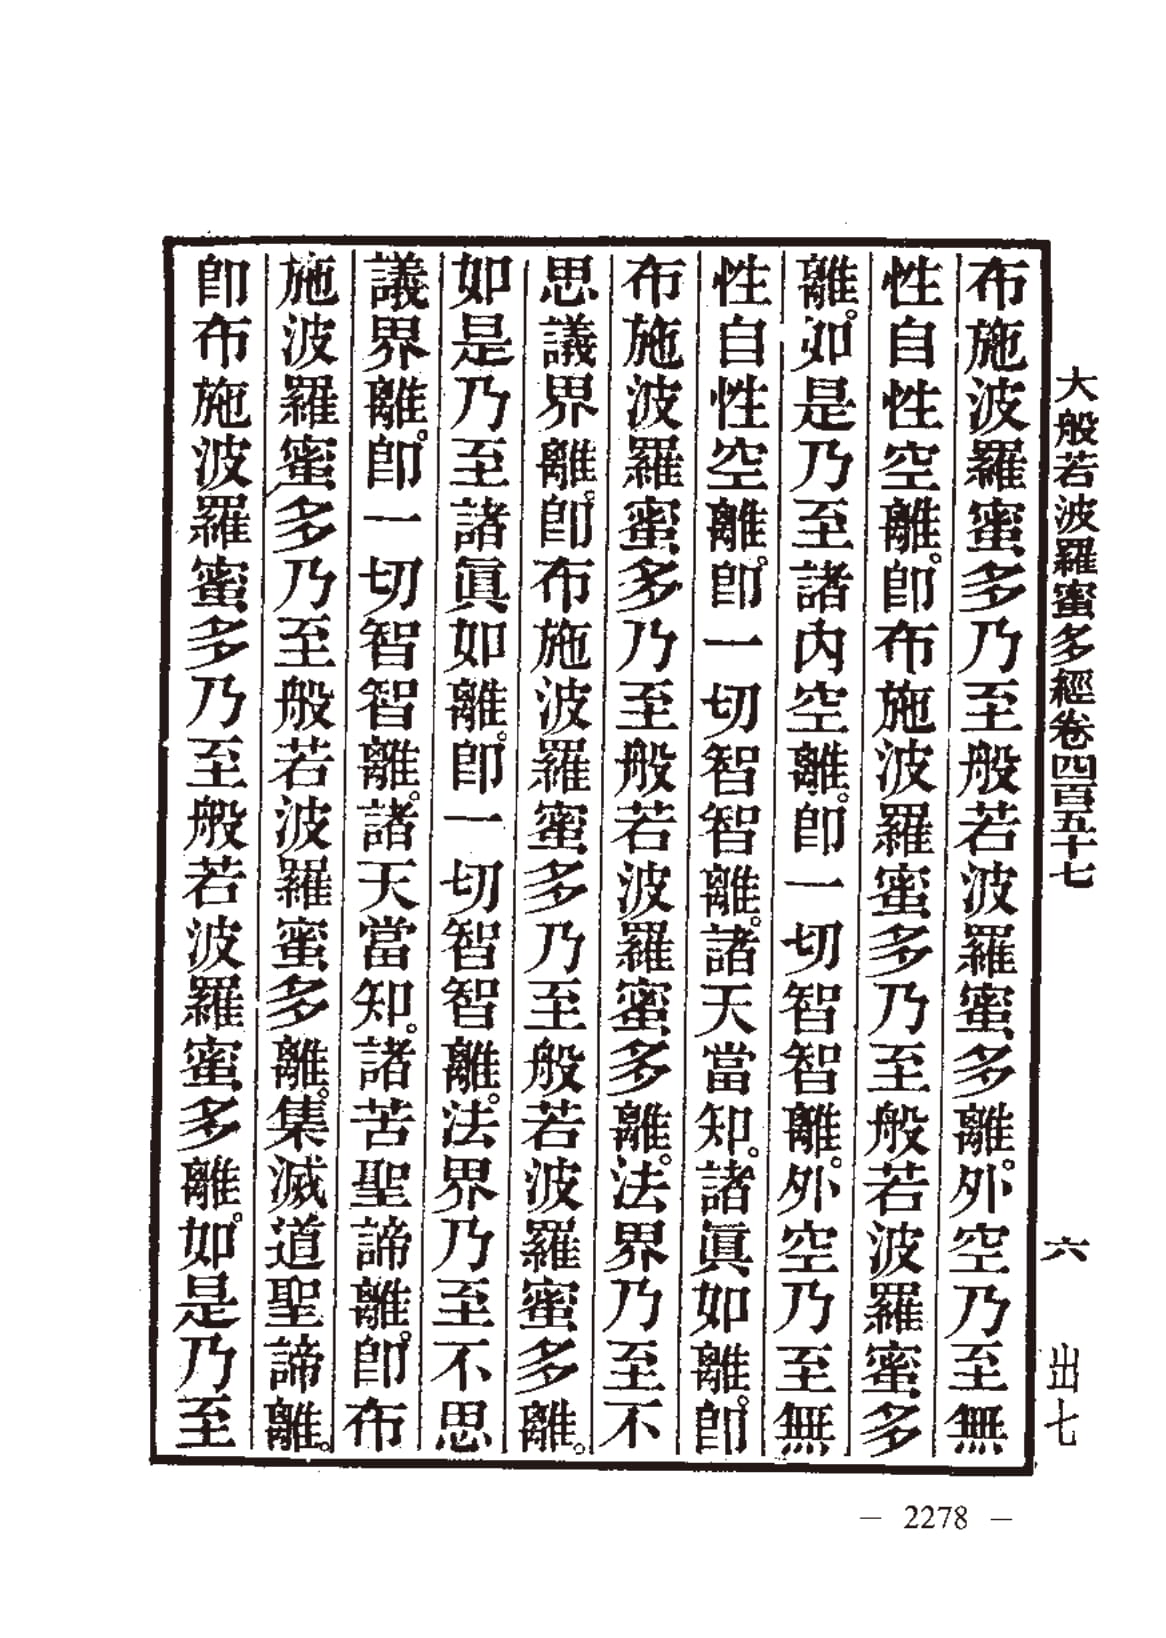 大般若波羅蜜多經卷四百五十七　六　出七
布施波羅蜜多乃至般若波羅蜜多離。外空乃至無
性自性空離。卽布施波羅蜜多乃至般若波羅蜜多
離。如是乃至諸內空離。卽一切智智離。外空乃至無
性自性空離。卽一切智智離。諸天當知。諸眞如離。卽
布施波羅蜜多乃至般若波羅蜜多離。法界乃至不
思議界離。卽布施波羅蜜多乃至般若波羅蜜多離。
如是乃至諸眞如離。卽一切智智離。法界乃至不思
議界離。卽一切智智離。諸天當知。諸苦聖諦離。卽布
施波羅蜜多乃至般若波羅蜜多離。集滅道聖諦離。
卽布施波羅蜜多乃至般若波羅蜜多離。如是乃至
— 2278 —